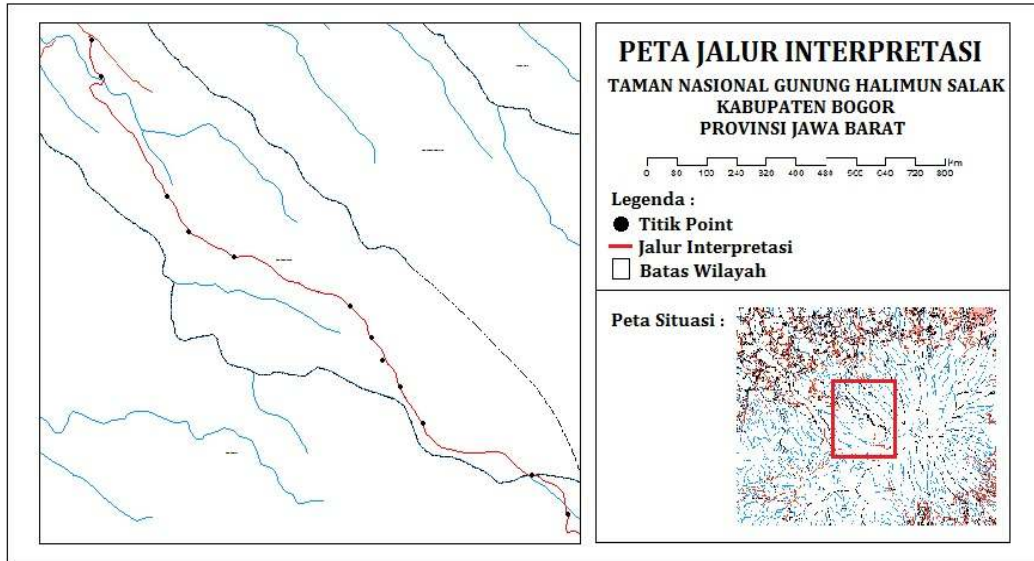 PETA JALUR INTERPRETASI
TAMAN NASIONAL GUNUNG HALIMUN SALAK
KABUPATEN BOGOR
PROVINSI JAWA BARAT
Km
0 80 160 240 320 400 480 560 640 720 800
Legenda :
Titik Point
Jalur Interpretasi
Batas Wilayah
Peta Situasi :